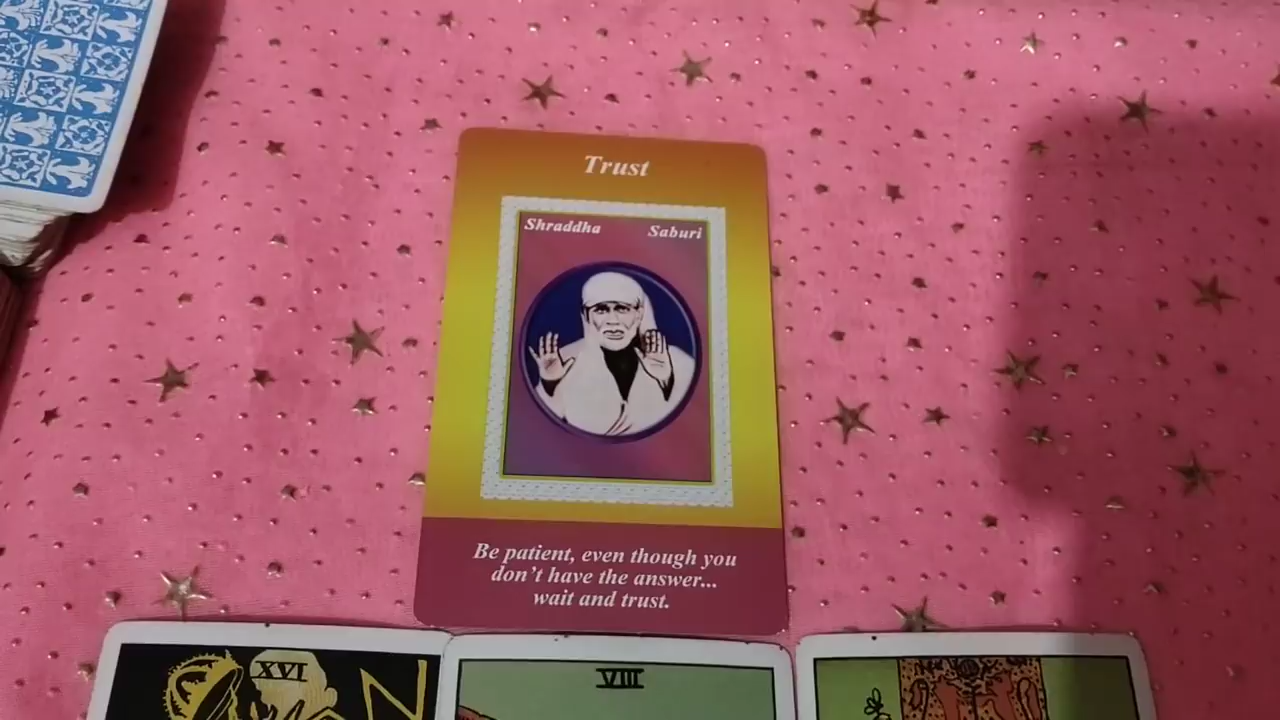 Trust
Shraddha Saburi
Be patient, even though you
don't have the answer...
wait and trust.
XVI
VIII